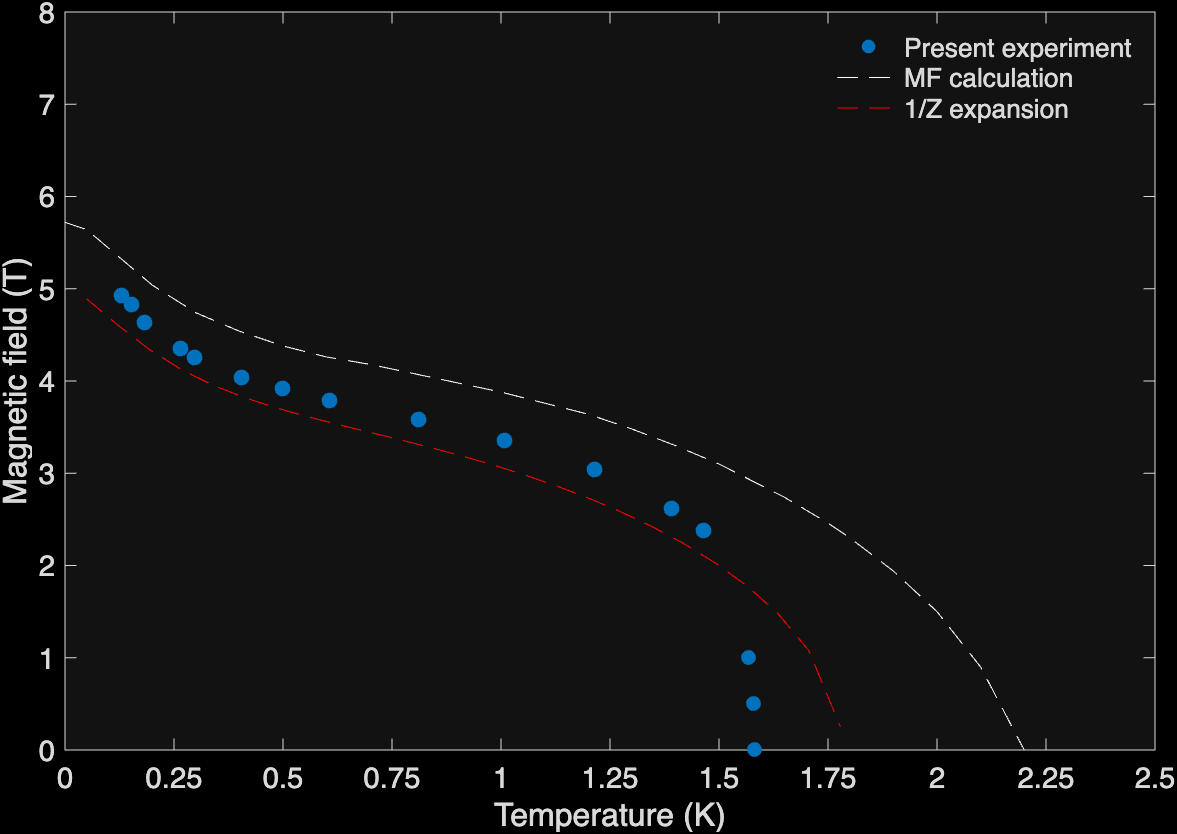 8
7
6
5
4
3
2
1
0
Magnetic field (T)
Present experiment
MF calculation
1/Z expansion
0 0.25 0.5 0.75 1 1.25 1.5 1.75 2 2.25 2.5
Temperature (K)